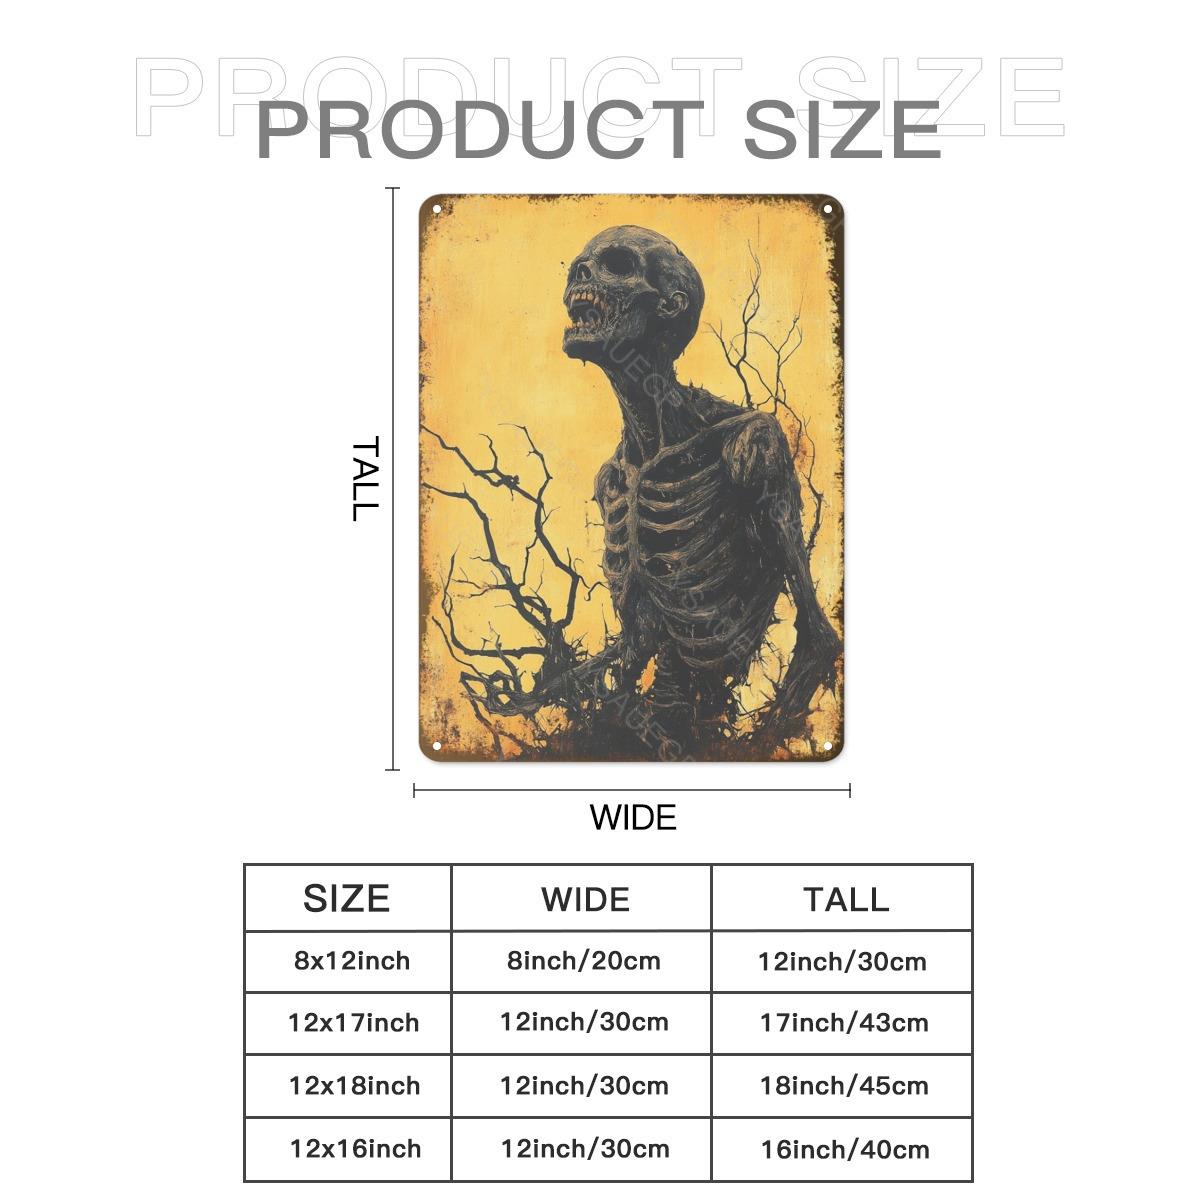 PRODUCT SIZE
PRODUCT SIZE
TALL
WIDE
SIZE WIDE TALL
8x12inch 8inch/20cm 12inch/30cm
12x17inch 12inch/30cm 17inch/43cm
12x18inch 12inch/30cm 18inch/45cm
12x16inch 12inch/30cm 16inch/40cm